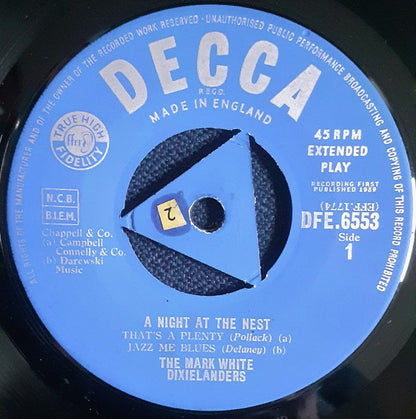 ALL RIGHTS OF THE MANUFACTURER AND OF THE OWNER OF THE RECORDED WORK RESERVED · UNAUTHORISED PUBLIC PERFORMANCE BROADCASTING AND COPYING OF THIS RECORD PROHIBITED
DECCA
REGD.
MADE IN ENGLAND
TRUE HIGH
ffrr
FIDELITY
45 RPM
EXTENDED
PLAY
RECORDING FIRST
PUBLISHED 1959
(EXP. 1774)
DFE.6553
Side
1
N.C.B.
B.I.E.M.
Chappell & Co.
(a) Campbell
Connelly & Co.
(b) Darewski
Music
2
A NIGHT AT THE NEST
THAT'S A PLENTY (Pollack) (a)
JAZZ ME BLUES (Delaney) (b)
THE MARK WHITE
DIXIELANDERS